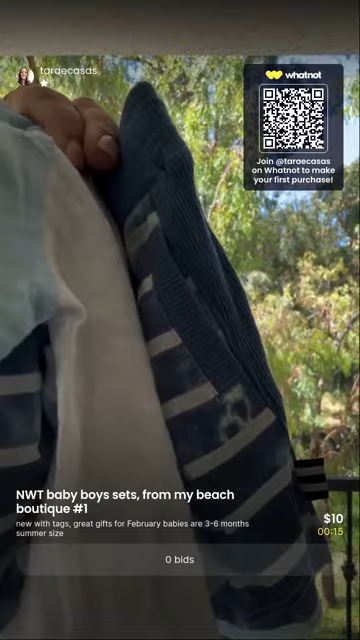 taraecasas
5
whatnot
Join @taraecasas
on Whatnot to make
your first purchase!
NWT baby boys sets, from my beach
boutique #1
new with tags, great gifts for February babies are 3-6 months
summer size
$10
00:15
0 bids